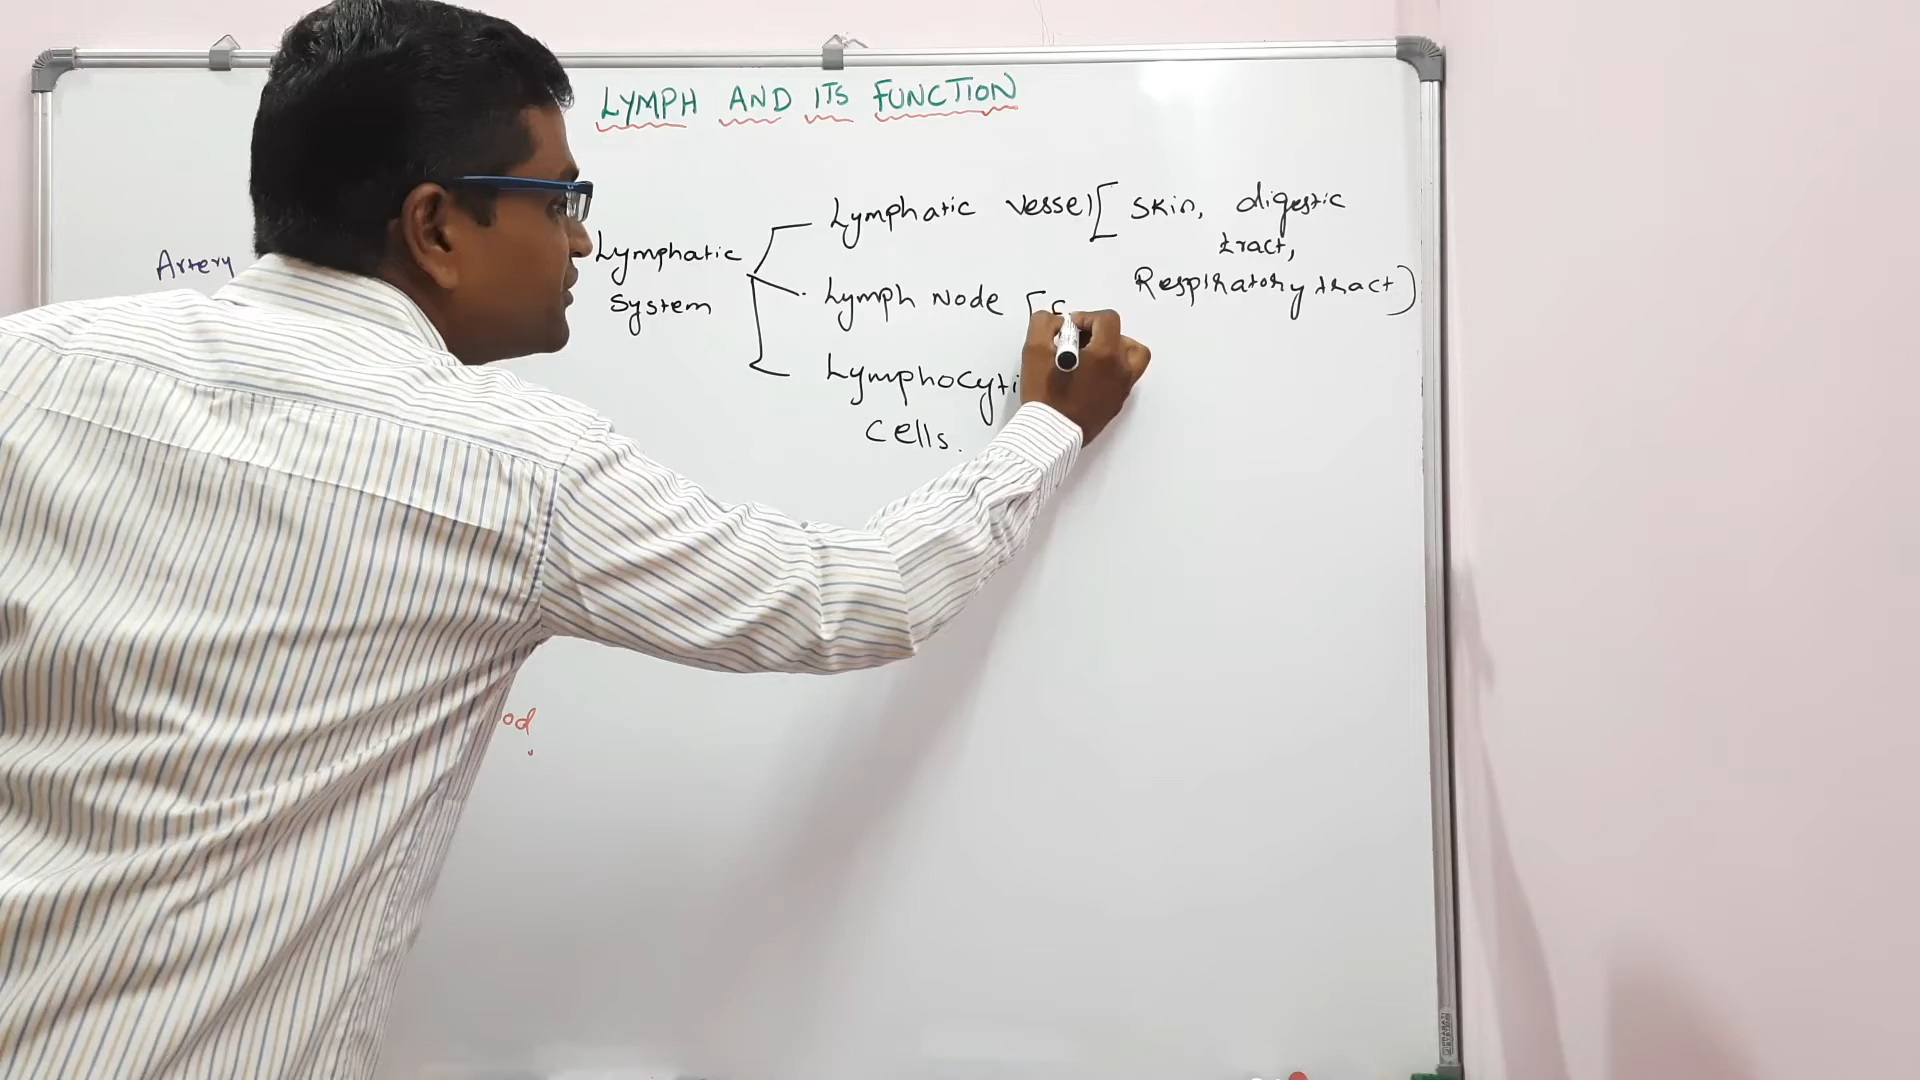 LYMPH AND ITS FUNCTION
Artery
Lymphatic
System
Lymphatic vessel [ skin, digestic
tract,
Respiratory tract )
Lymph Node [
Lymphocyti
cells.
od